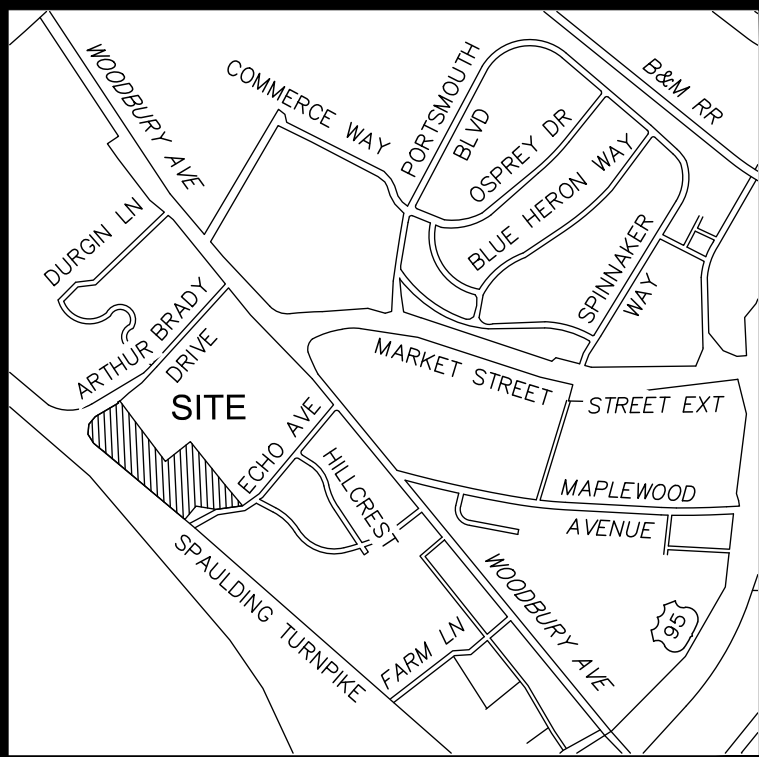 WOODBURY AVE
COMMERCE WAY
PORTSMOUTH
BLVD
B&M RR
OSPREY DR
BLUE HERON WAY
DURGIN LN
SPINNAKER
WAY
ARTHUR BRADY
DRIVE
MARKET STREET
STREET EXT
SITE
ECHO AVE
HILLCREST
MAPLEWOOD
AVENUE
SPAULDING TURNPIKE
WOODBURY AVE
FARM LN
95